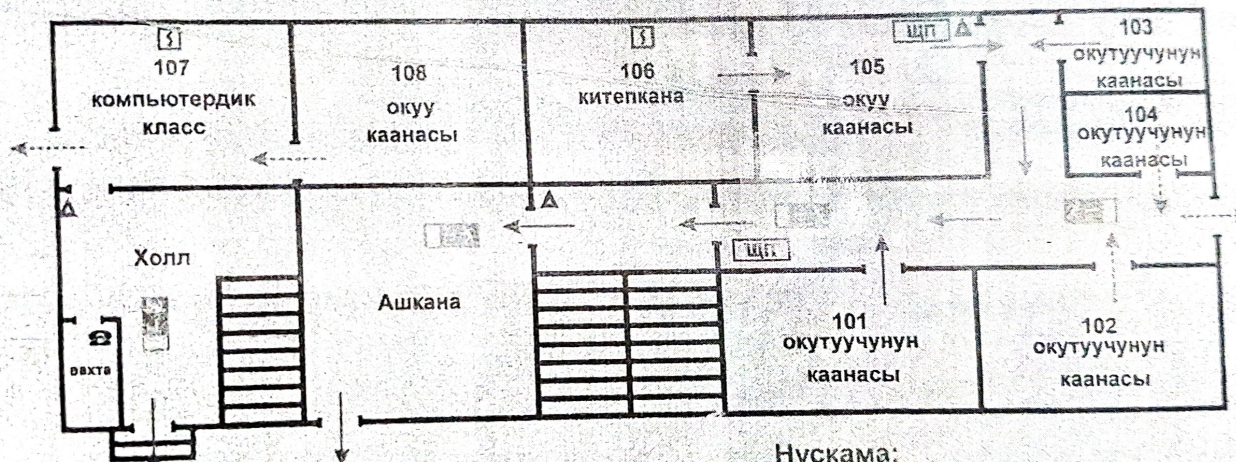 107
компьютердик
класс
108
окуу
каанасы
106
китепкана
ЩП
105
окуу
каанасы
103
окутуучунун
каанасы
104
окутуучунун
каанасы
Холл
вахта
Ашкана
ЩП
101
окутуучунун
каанасы
102
окутуучунун
каанасы
Нускама: